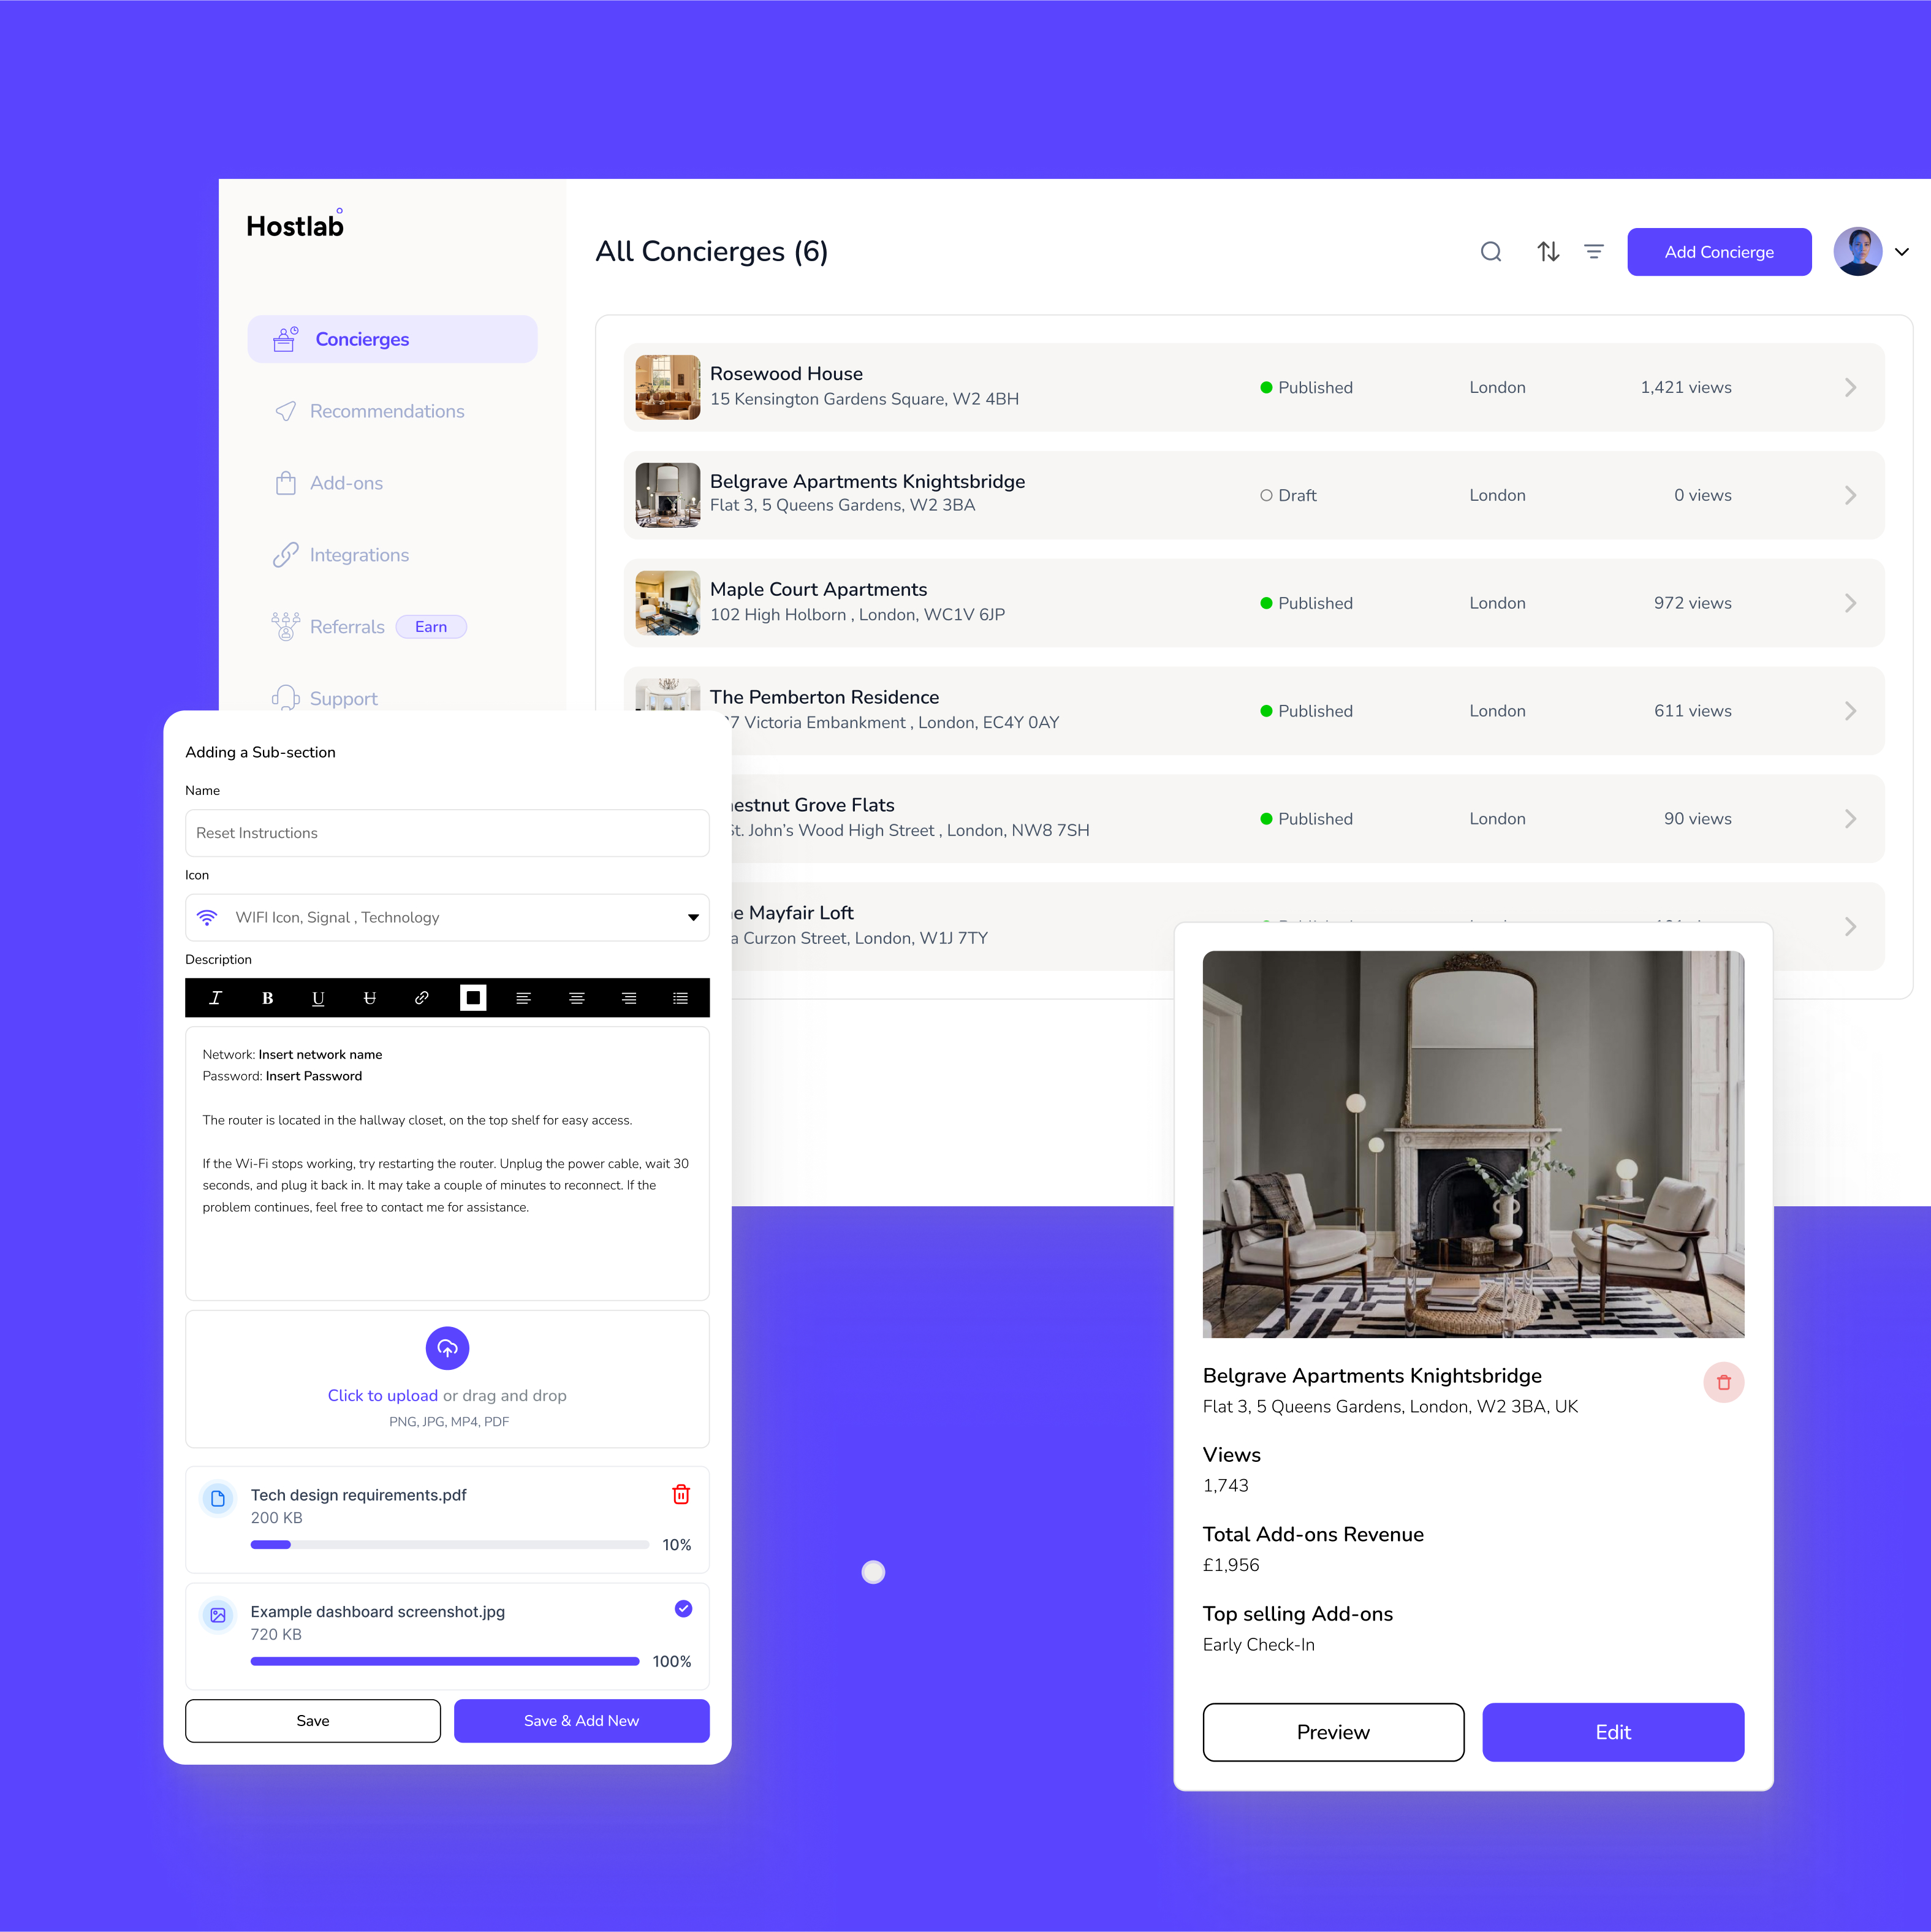 Hostlab
All Concierges (6)
Add Concierge
Concierges
Recommendations
Add-ons
Integrations
Referrals Earn
Support
Rosewood House
15 Kensington Gardens Square, W2 4BH
Published London 1,421 views
Belgrave Apartments Knightsbridge
Flat 3, 5 Queens Gardens, W2 3BA
Draft London 0 views
Maple Court Apartments
102 High Holborn , London, WC1V 6JP
Published London 972 views
The Pemberton Residence
7 Victoria Embankment , London, EC4Y 0AY
Published London 611 views
estnut Grove Flats
St. John’s Wood High Street , London, NW8 7SH
Published London 90 views
e Mayfair Loft
a Curzon Street, London, W1J 7TY
Adding a Sub-section
Name
Reset Instructions
Icon
WIFI Icon, Signal , Technology
Description
I B U U
Network: Insert network name
Password: Insert Password
The router is located in the hallway closet, on the top shelf for easy access.
If the Wi-Fi stops working, try restarting the router. Unplug the power cable, wait 30
seconds, and plug it back in. It may take a couple of minutes to reconnect. If the
problem continues, feel free to contact me for assistance.
Click to upload or drag and drop
PNG, JPG, MP4, PDF
Tech design requirements.pdf
200 KB
10%
Example dashboard screenshot.jpg
720 KB
100%
Save
Save & Add New
Belgrave Apartments Knightsbridge
Flat 3, 5 Queens Gardens, London, W2 3BA, UK
Views
1,743
Total Add-ons Revenue
£1,956
Top selling Add-ons
Early Check-In
Preview
Edit